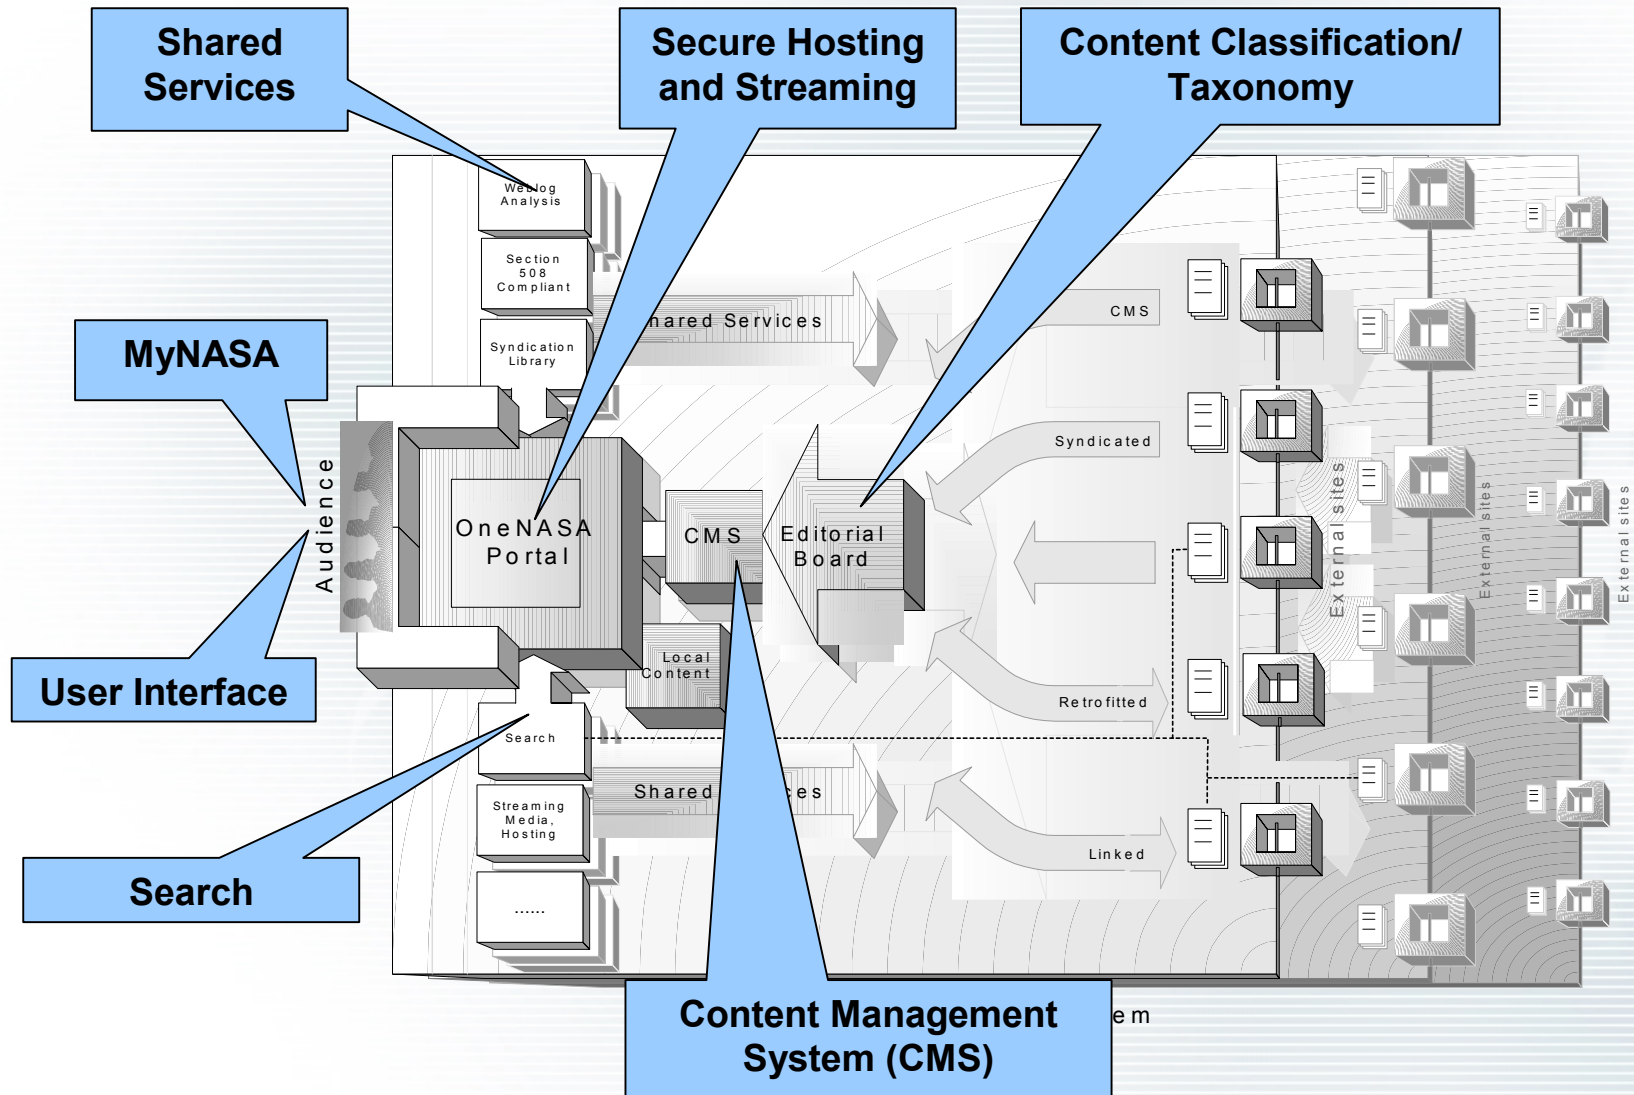 Shared
Services
Secure Hosting
and Streaming
Content Classification/
Taxonomy
Weblog
Analysis
Section
508
Compliant
Syndication
Library
hared Services
CMS
MyNASA
Audience
OneNASA
Portal
CMS
Editorial
Board
Syndicated
External sites
External sites
External sites
Local
Content
User Interface
Retrofitted
Search
Shared
ces
Streaming
Media,
Hosting
Linked
Search
......
Content Management
System (CMS)
em